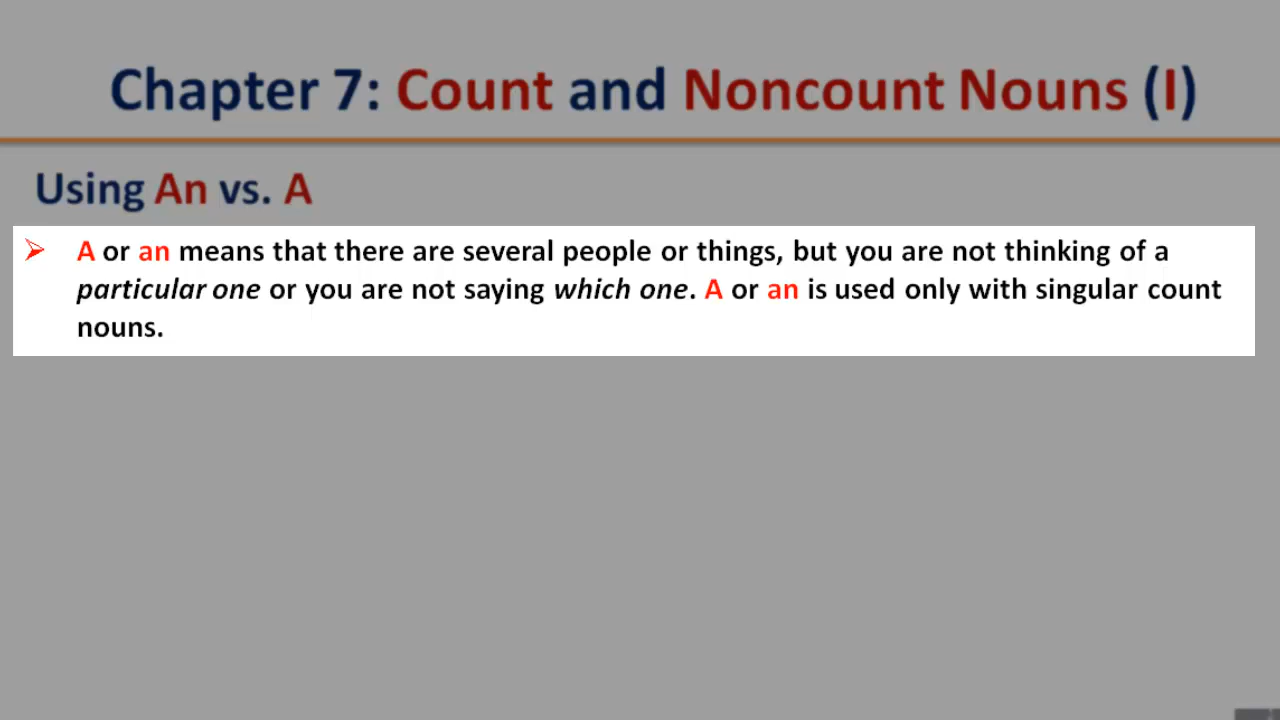 Chapter 7: Count and Noncount Nouns (I)
Using An vs. A
A or an means that there are several people or things, but you are not thinking of a
particular one or you are not saying which one. A or an is used only with singular count
nouns.